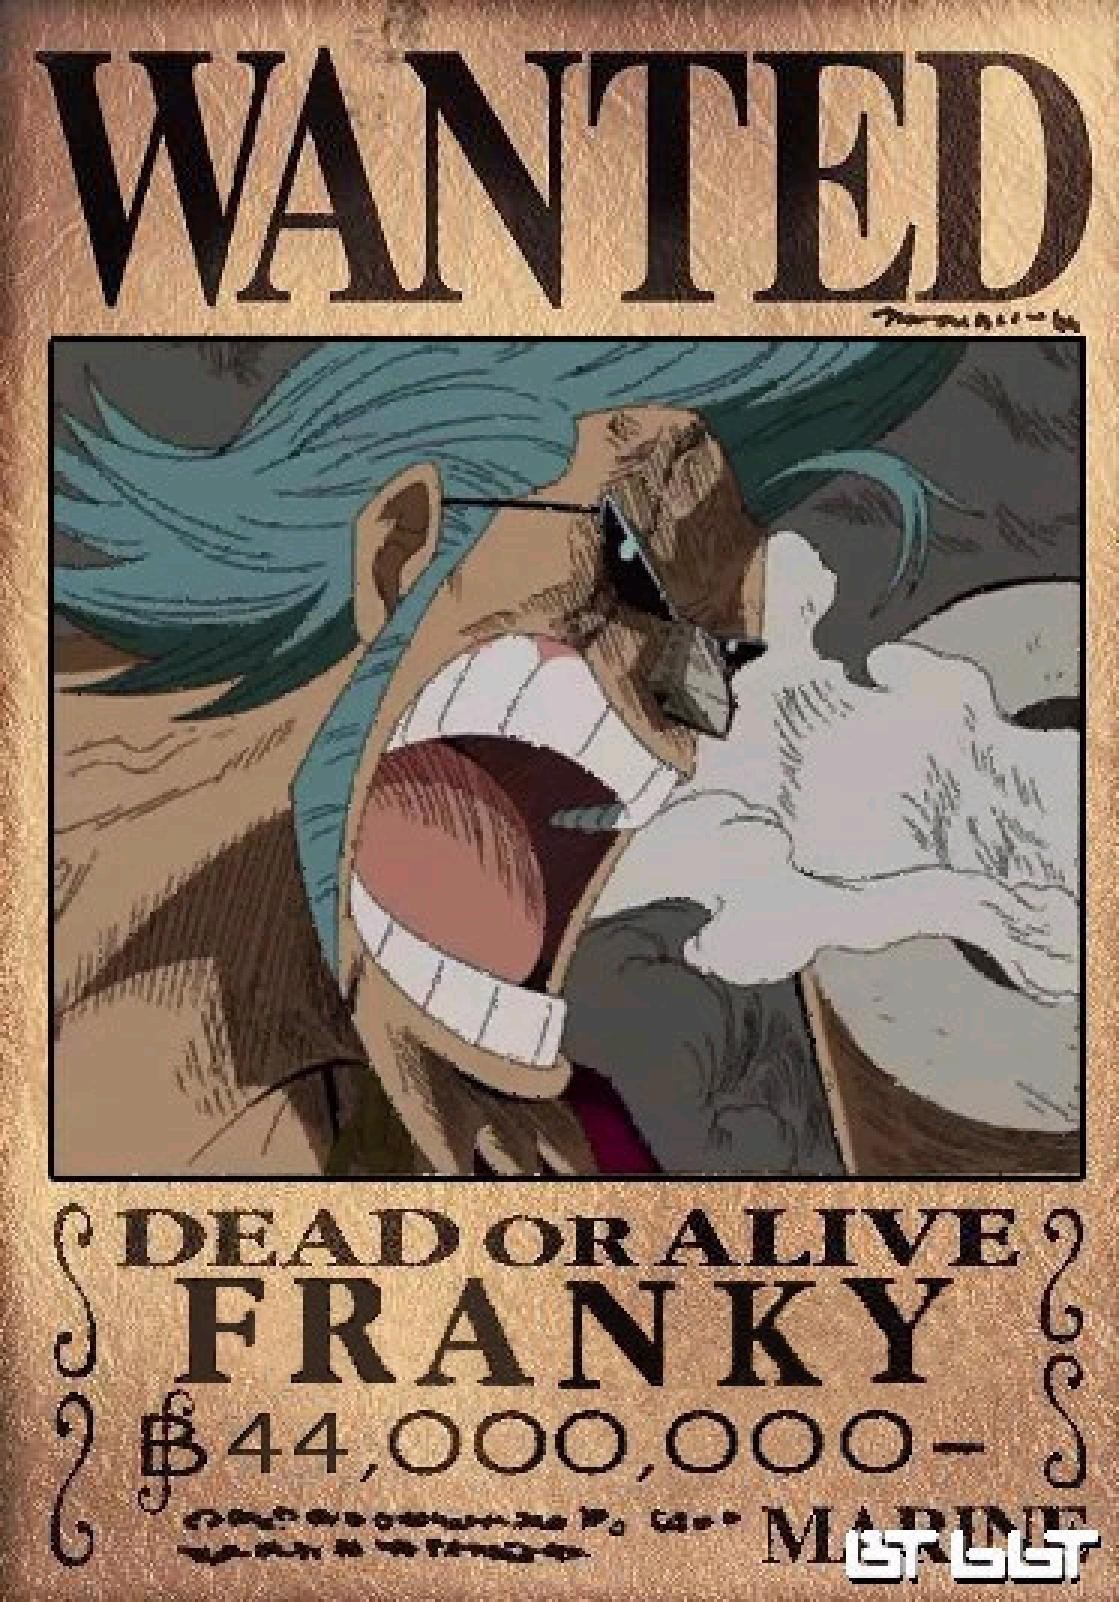 WANTED
DEAD OR ALIVE
FRANKY
฿44,000,000-
MARINE